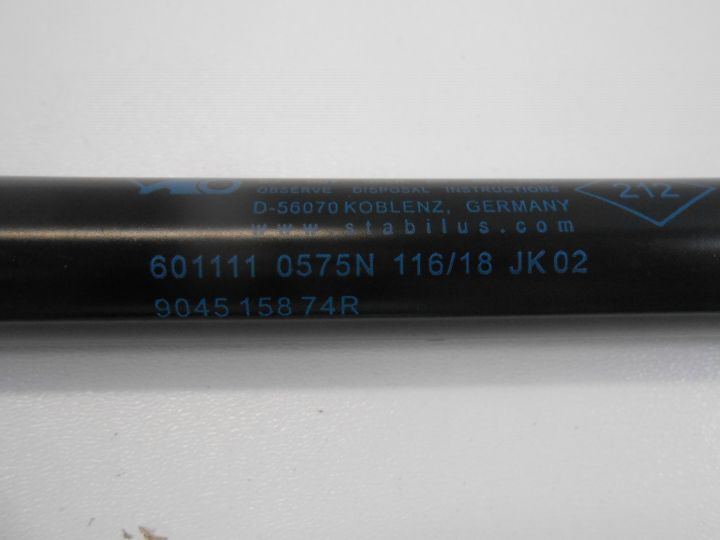 OBSERVE DISPOSAL INSTRUCTIONS
D-56070 KOBLENZ, GERMANY
www.stabilus.com
212
601111 0575N 116/18 JK02
9045 158 74R